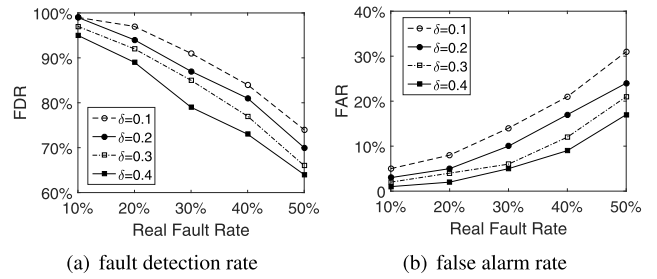 100%
90%
80%
70%
60%
FDR
δ=0.1
δ=0.2
δ=0.3
δ=0.4
10% 20% 30% 40% 50%
Real Fault Rate
(a) fault detection rate
40%
30%
20%
10%
0
FAR
δ=0.1
δ=0.2
δ=0.3
δ=0.4
10% 20% 30% 40% 50%
Real Fault Rate
(b) false alarm rate